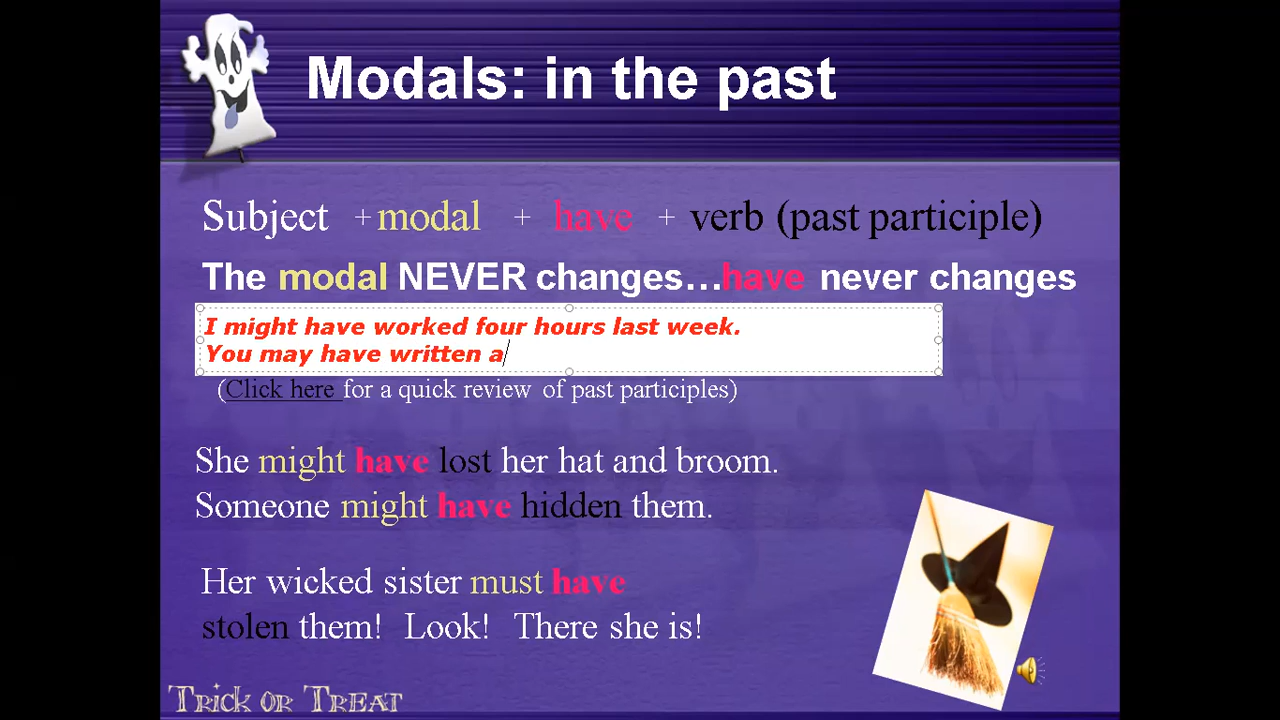 Modals: in the past
Subject + modal + have + verb (past participle)
The modal NEVER changes…have never changes
I might have worked four hours last week.
You may have written a
(Click here for a quick review of past participles)
She might have lost her hat and broom.
Someone might have hidden them.
Her wicked sister must have
stolen them! Look! There she is!
Trick or Treat